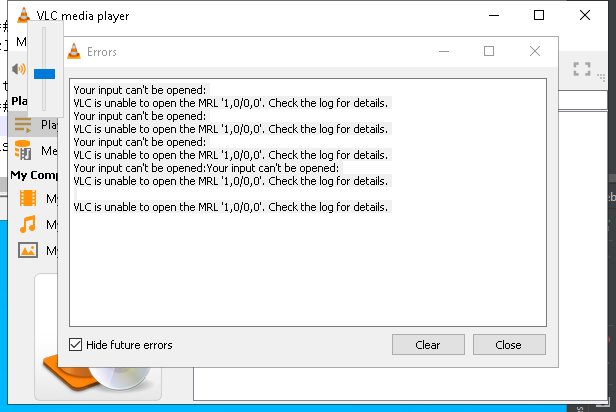 VLC media player
Errors
Your input can't be opened:
VLC is unable to open the MRL '1,0/0,0'. Check the log for details.
Your input can't be opened:
VLC is unable to open the MRL '1,0/0,0'. Check the log for details.
Your input can't be opened:
VLC is unable to open the MRL '1,0/0,0'. Check the log for details.
Your input can't be opened:Your input can't be opened:
VLC is unable to open the MRL '1,0/0,0'. Check the log for details.
VLC is unable to open the MRL '1,0/0,0'. Check the log for details.
Hide future errors
Clear
Close
M
Pla
Play
Me
My Comp
My
My
My